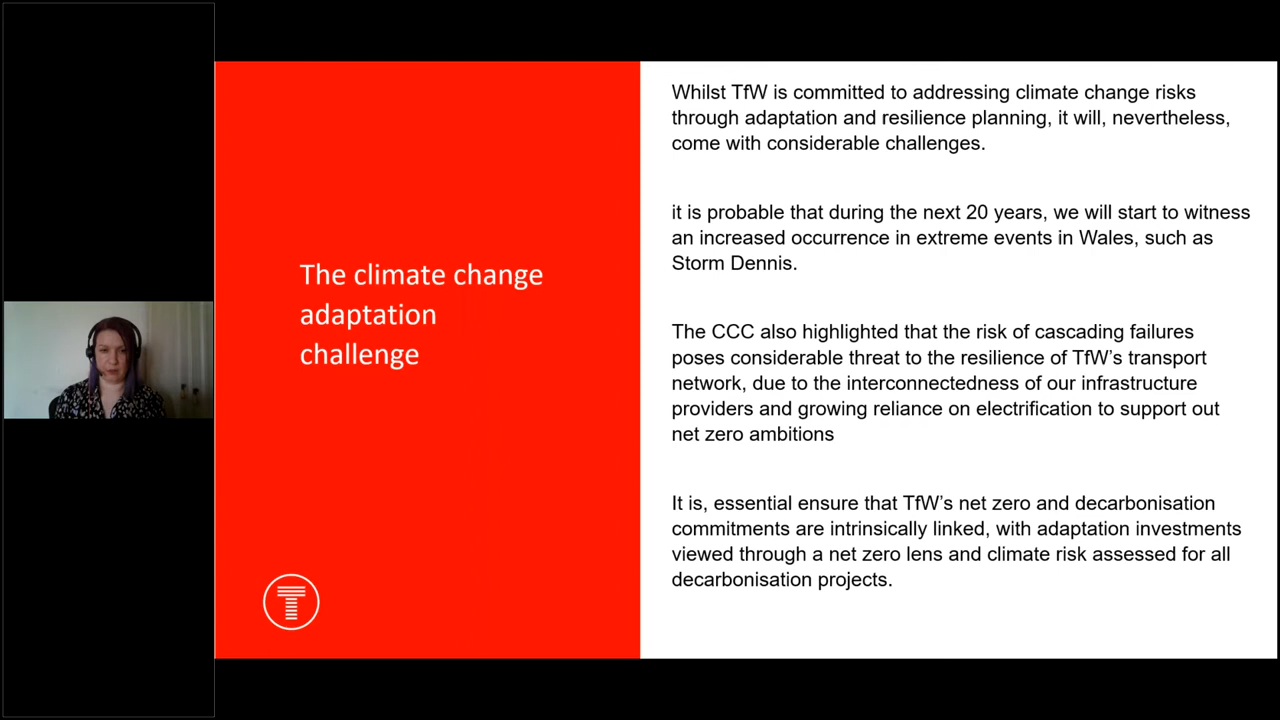 The climate change
adaptation
challenge
Whilst TfW is committed to addressing climate change risks
through adaptation and resilience planning, it will, nevertheless,
come with considerable challenges.
it is probable that during the next 20 years, we will start to witness
an increased occurrence in extreme events in Wales, such as
Storm Dennis.
The CCC also highlighted that the risk of cascading failures
poses considerable threat to the resilience of TfW’s transport
network, due to the interconnectedness of our infrastructure
providers and growing reliance on electrification to support out
net zero ambitions
It is, essential ensure that TfW’s net zero and decarbonisation
commitments are intrinsically linked, with adaptation investments
viewed through a net zero lens and climate risk assessed for all
decarbonisation projects.
T